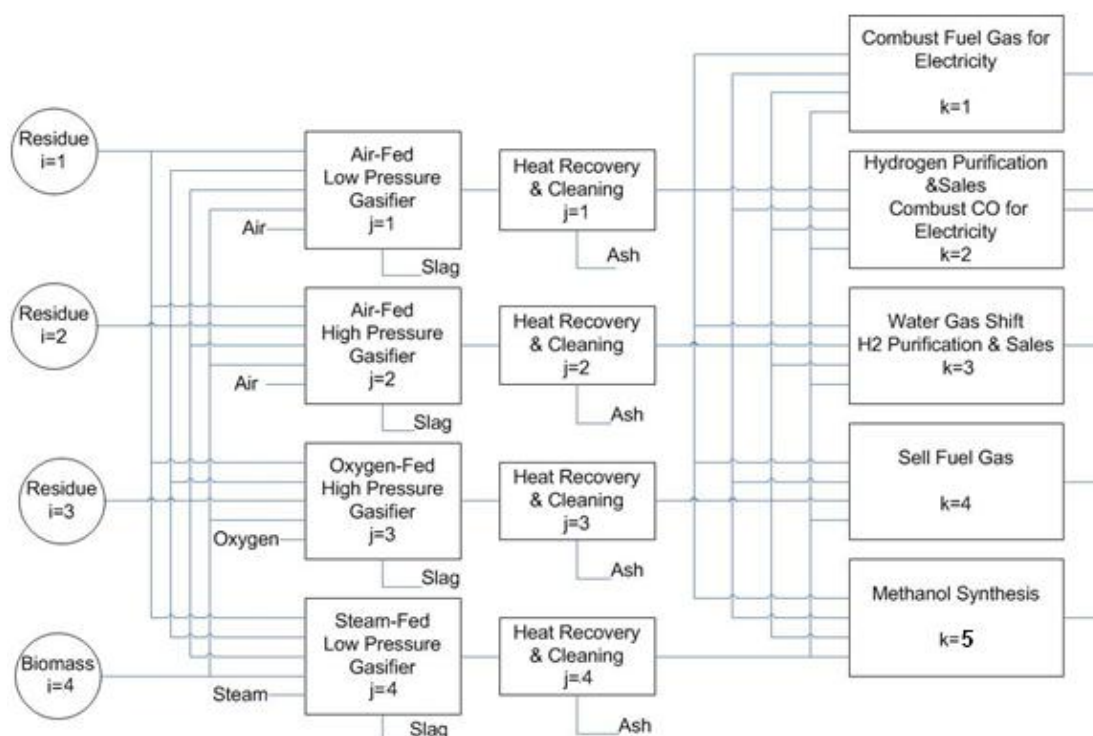 Combust Fuel Gas for
Electricity
k=1
Residue
i=1
Air-Fed
Low Pressure
Gasifier
j=1
Air
Slag
Heat Recovery
& Cleaning
j=1
Ash
Hydrogen Purification
&Sales
Combust CO for
Electricity
k=2
Residue
i=2
Air-Fed
High Pressure
Gasifier
j=2
Air
Slag
Heat Recovery
& Cleaning
j=2
Ash
Water Gas Shift
H2 Purification & Sales
k=3
Residue
i=3
Oxygen-Fed
High Pressure
Gasifier
j=3
Oxygen
Slag
Heat Recovery
& Cleaning
j=3
Ash
Sell Fuel Gas
k=4
Biomass
i=4
Steam-Fed
Low Pressure
Gasifier
j=4
Steam
Slag
Heat Recovery
& Cleaning
j=4
Ash
Methanol Synthesis
k=5